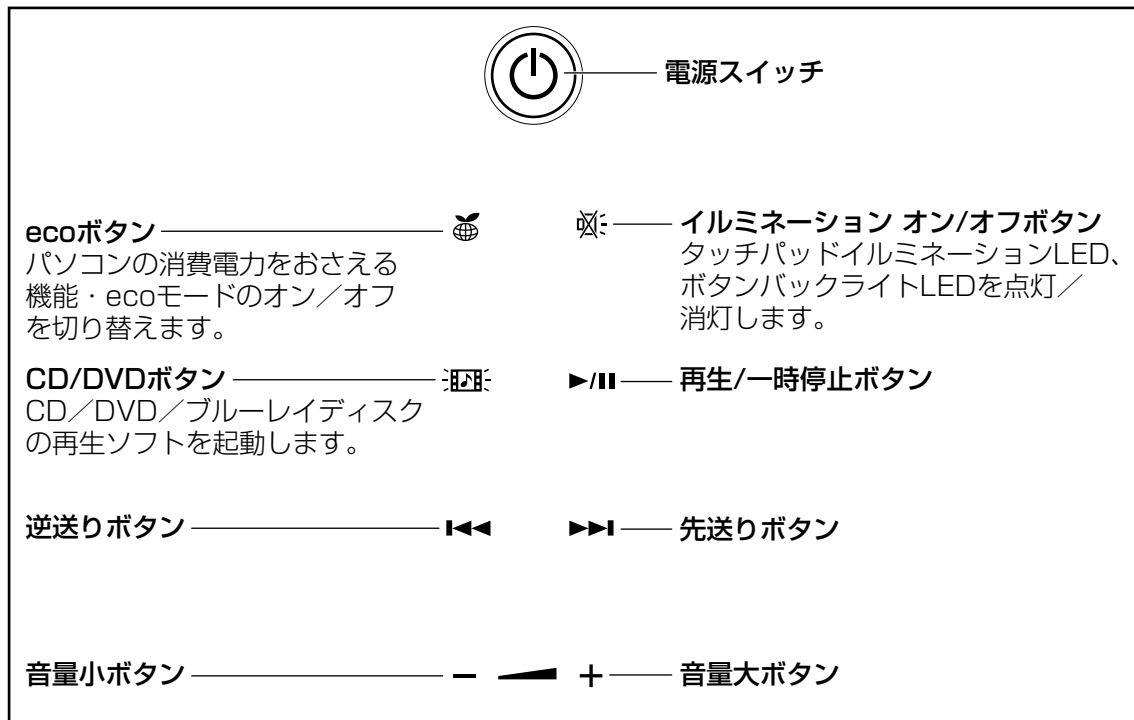 電源スイッチ
ecoボタン
パソコンの消費電力をおさえる
機能・ecoモードのオン／オフ
を切り替えます。
イルミネーション オン/オフボタン
タッチパッドイルミネーションLED、
ボタンバックライトLEDを点灯／
消灯します。
CD/DVDボタン
CD／DVD／ブルーレイディスク
の再生ソフトを起動します。
再生/一時停止ボタン
逆送りボタン
先送りボタン
音量小ボタン
音量大ボタン